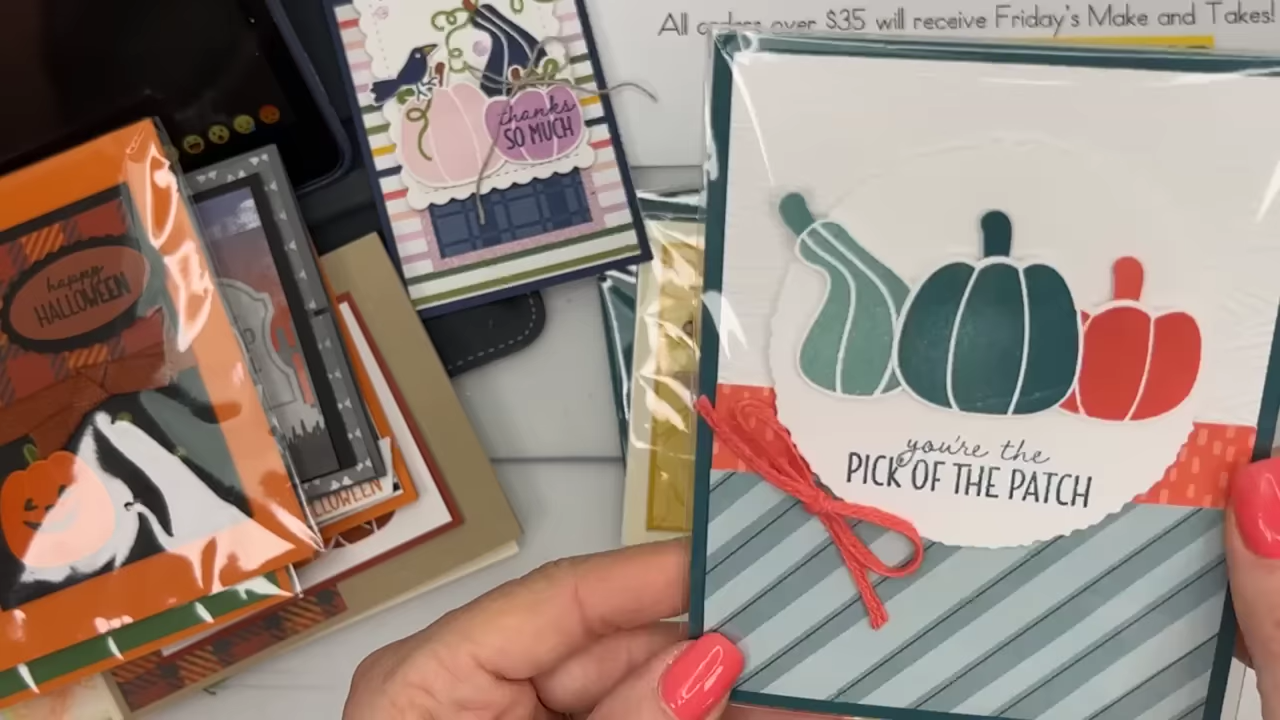 All orders over $35 will receive Friday's Make and Takes!
thanks
SO MUCH
happy
HALLOWEEN
LLOWEEN
you're the
PICK OF THE PATCH